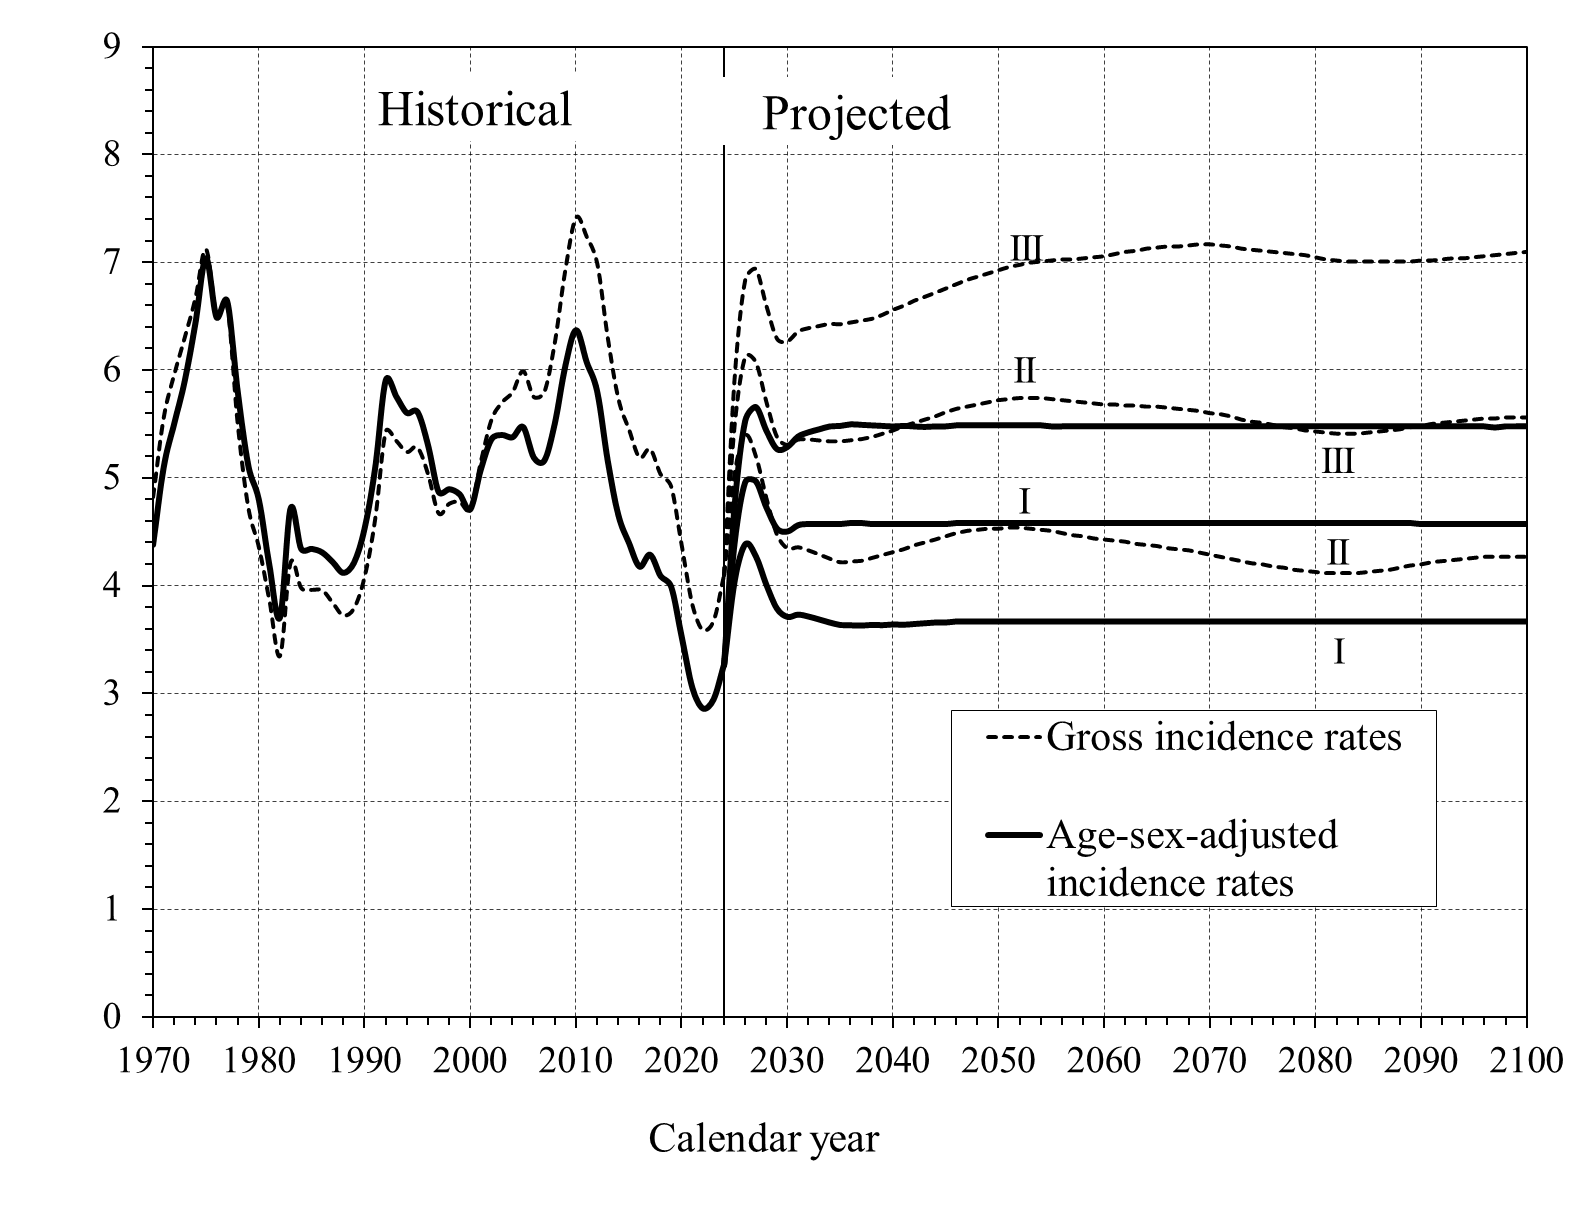 9
Historical
Projected
8
7
III
6
II
5
III
I
II
4
I
3
Gross incidence rates
2
Age-sex-adjusted
incidence rates
1
0
1970 1980 1990 2000 2010 2020 2030 2040 2050 2060 2070 2080 2090 2100
Calendar year